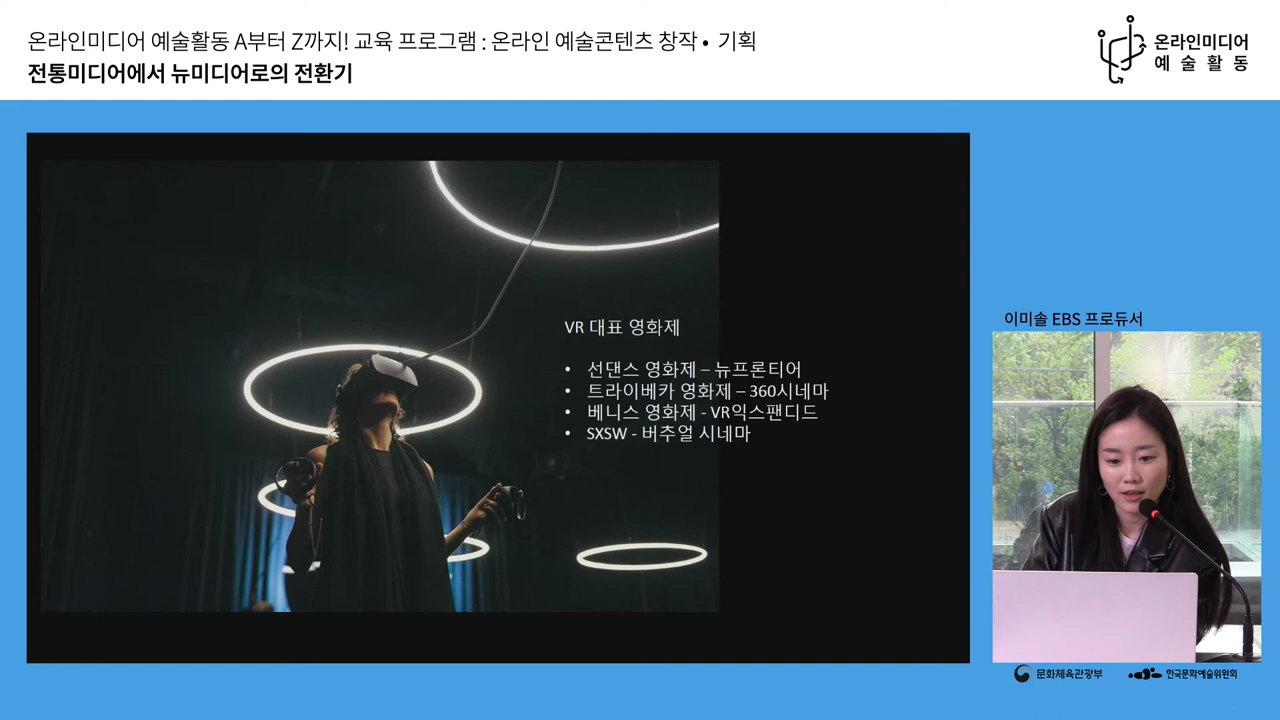 온라인미디어 예술활동 A부터 Z까지! 교육 프로그램 : 온라인 예술콘텐츠 창작 • 기획
전통미디어에서 뉴미디어로의 전환기
온라인미디어
예 술 활 동
VR 대표 영화제
• 선댄스 영화제 – 뉴프론티어
• 트라이베카 영화제 – 360시네마
• 베니스 영화제 - VR익스팬디드
• SXSW - 버추얼 시네마
이미솔 EBS 프로듀서
문화체육관광부
한국문화예술위원회